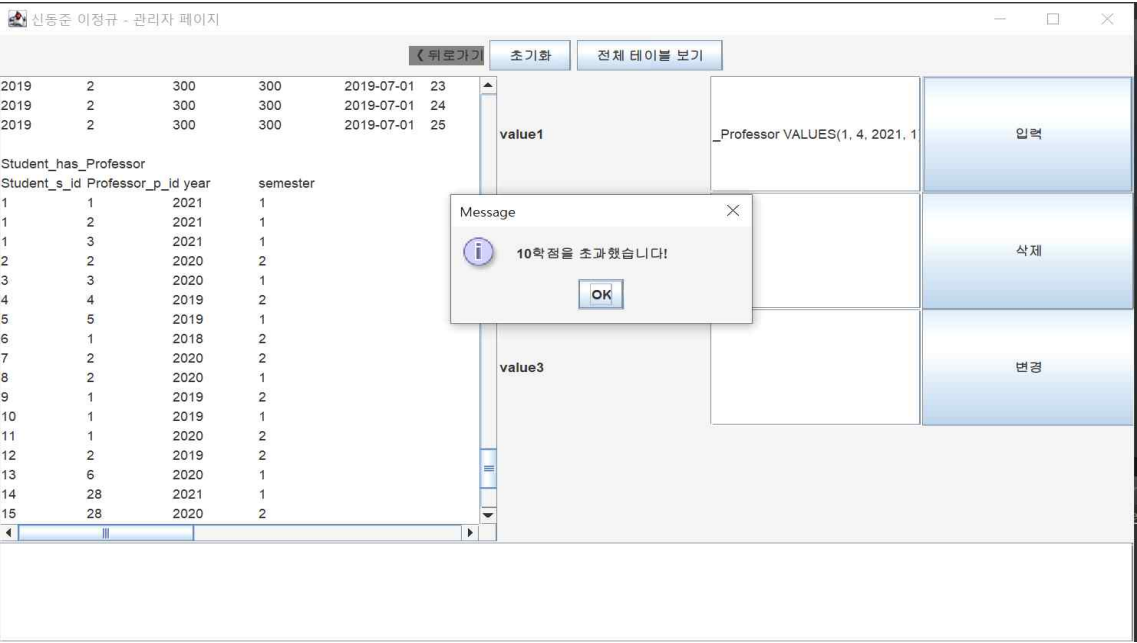 신동준 이정규 - 관리자 페이지
《 뒤로가기 초기화 전체 테이블 보기
2019 2 300 300 2019-07-01 23
2019 2 300 300 2019-07-01 24
2019 2 300 300 2019-07-01 25
Student_has_Professor
Student_s_id Professor_p_id year semester
1 1 2021 1
1 2 2021 1
1 3 2021 1
2 2 2020 2
3 3 2020 1
4 4 2019 2
5 5 2019 1
6 1 2018 2
7 2 2020 2
8 2 2020 1
9 1 2019 2
10 1 2019 1
11 1 2020 2
12 2 2019 2
13 6 2020 1
14 28 2021 1
15 28 2020 2
value1 _Professor VALUES(1, 4, 2021, 1) 입력
삭제
value3 변경
Message
10학점을 초과했습니다!
OK